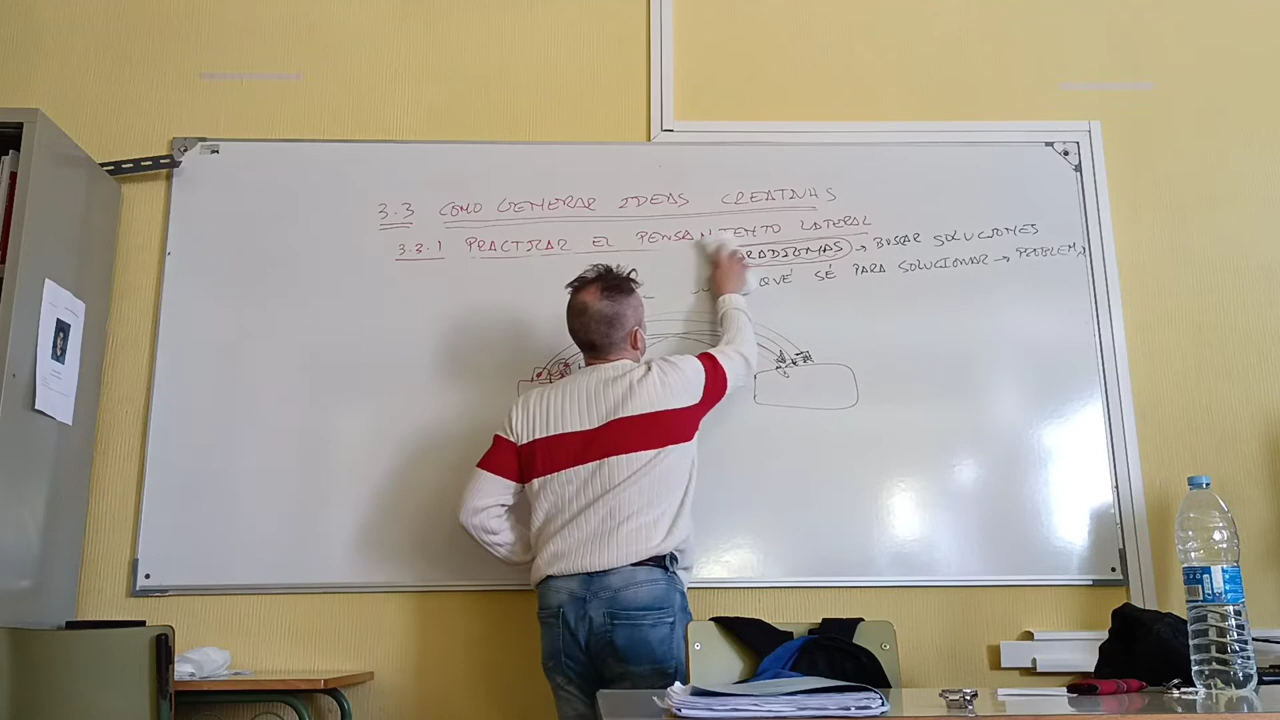 3.3 COMO GENERAR IDEAS CREATIVAS
3.3.1 PRACTICAR EL PENSAMIENTO LATERAL
RADIGMAS → BUSCAR SOLUCIONES
QUÉ SÉ PARA SOLUCIONAR → PROBLEMA